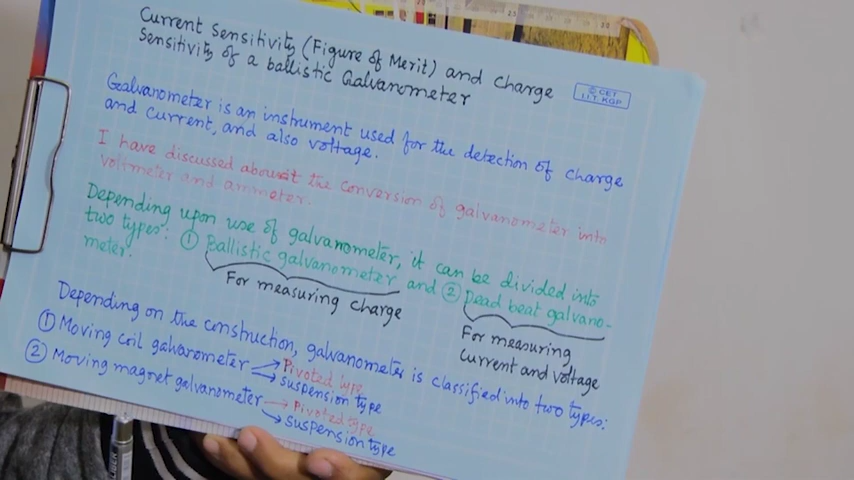 Current Sensitivity (Figure of Merit) and charge
Sensitivity of a ballistic Galvanometer
© CET
I.I.T. KGP
Galvanometer is an instrument used for the detection of charge
and current, and also voltage.
I have discussed about the conversion of galvanometer into
voltmeter and ammeter.
Depending upon use of galvanometer, it can be divided into
two types: ① Ballistic galvanometer and ② Dead beat galvano-
meter.
For measuring charge
For measuring
current and voltage
Depending on the construction, galvanometer is classified into two types:
① Moving coil galvanometer → Pivoted type
→ suspension type
② Moving magnet galvanometer → Pivoted type
→ suspension type